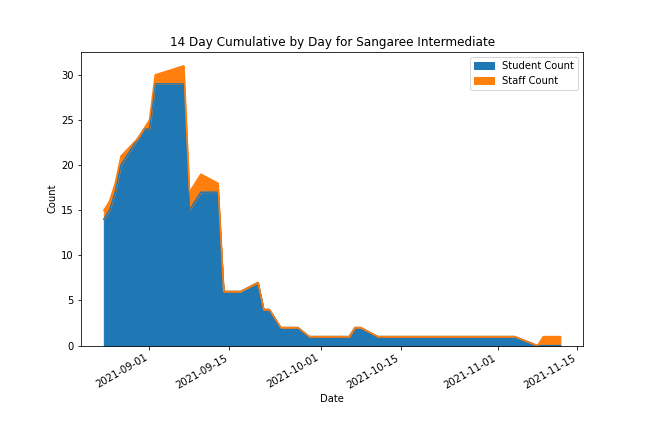 14 Day Cumulative by Day for Sangaree Intermediate
Student Count
Staff Count
30
25
20
15
10
5
0
Count
2021-09-01
2021-09-15
2021-10-01
2021-10-15
2021-11-01
2021-11-15
Date